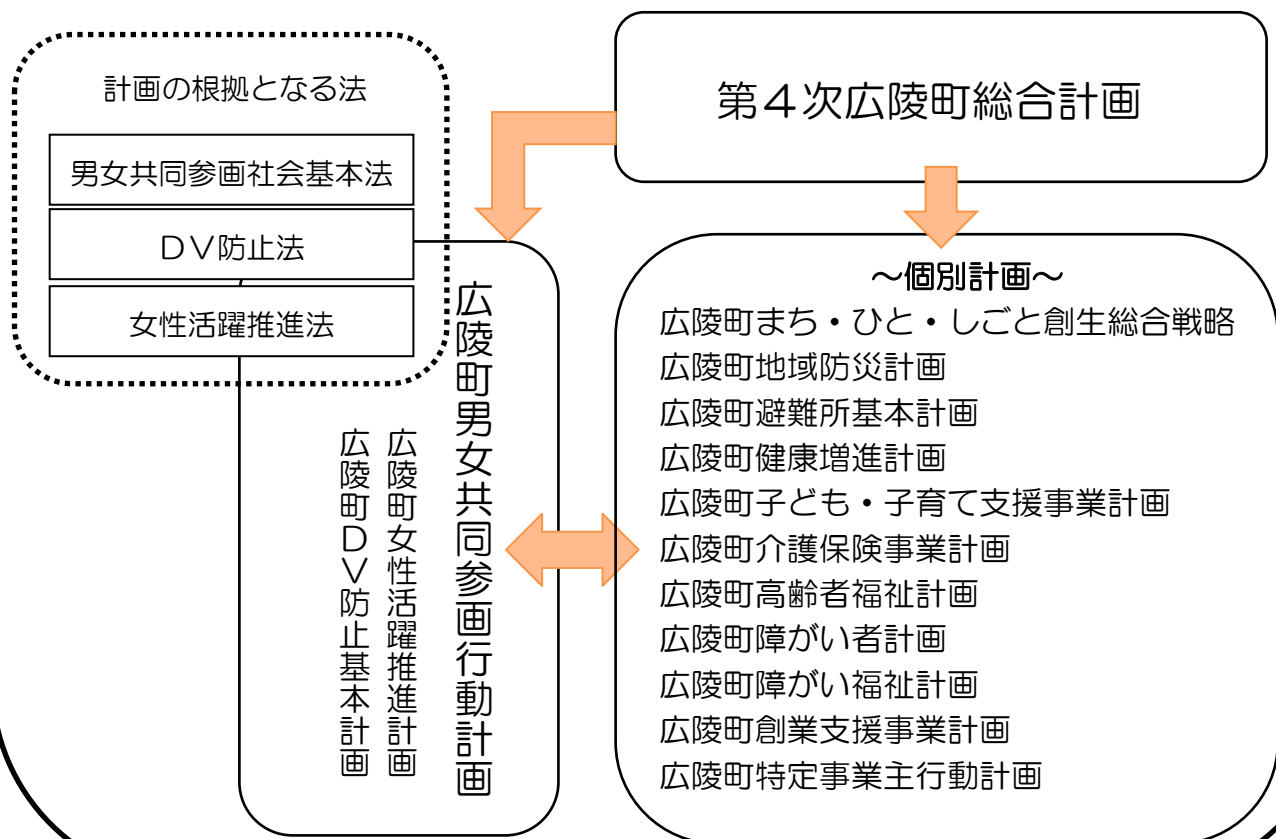 計画の根拠となる法
男女共同参画社会基本法
DV防止法
女性活躍推進法
第4次広陵町総合計画
広陵町男女共同参画行動計画
広陵町女性活躍推進計画
広陵町DV防止基本計画
~個別計画~
広陵町まち・ひと・しごと創生総合戦略
広陵町地域防災計画
広陵町避難所基本計画
広陵町健康増進計画
広陵町子ども・子育て支援事業計画
広陵町介護保険事業計画
広陵町高齢者福祉計画
広陵町障がい者計画
広陵町障がい福祉計画
広陵町創業支援事業計画
広陵町特定事業主行動計画